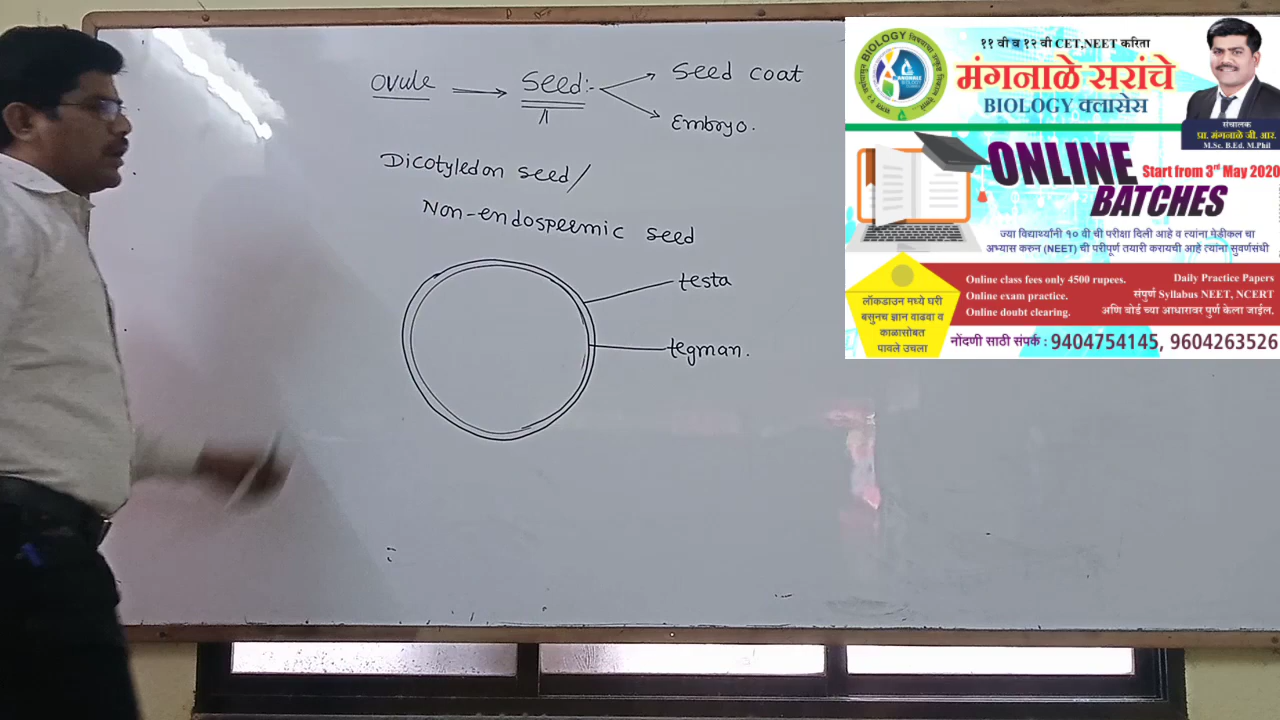 ovule → Seed:- → Seed coat
→ Embryo.
Dicotyledon seed/
Non-endospermic seed
testa
tegman.
११ वी व १२ वी CET,NEET करिता
मंगनाळे सरांचे
BIOLOGY क्लासेस
संचालक
प्रा. मंगनाळे जी. आर.
M.Sc. B.Ed. M.Phil
ONLINE
Start from 3rd May 2020
BATCHES
ज्या विद्यार्थ्यांनी १० वी ची परीक्षा दिली आहे व त्यांना मेडीकल चा
अभ्यास करुन (NEET) ची परीपूर्ण तयारी करायची आहे त्यांना सुवर्णसंधी
लॉकडाउन मध्ये घरी
बसुनच ज्ञान वाढवा व
काळासोबत
पावले उचला
Online class fees only 4500 rupees.
Daily Practice Papers
Online exam practice.
संपुर्ण Syllabus NEET, NCERT
Online doubt clearing.
अणि बोर्ड च्या आधारावर पुर्ण केला जाईल.
नोंदणी साठी संपर्क : 9404754145, 9604263526